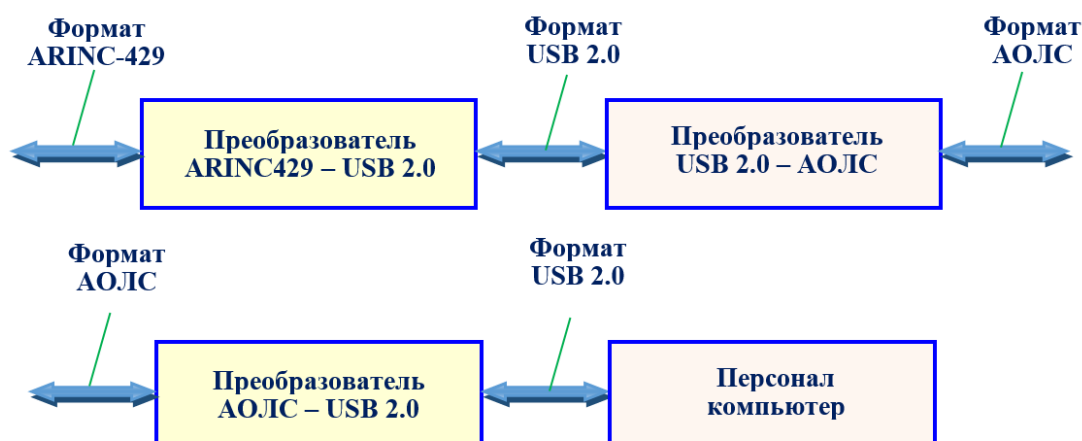 Формат
ARINC-429
Формат
USB 2.0
Формат
АОЛС
Преобразователь
ARINC429 – USB 2.0
Преобразователь
USB 2.0 – АОЛС
Формат
АОЛС
Формат
USB 2.0
Преобразователь
АОЛС – USB 2.0
Персонал
компьютер